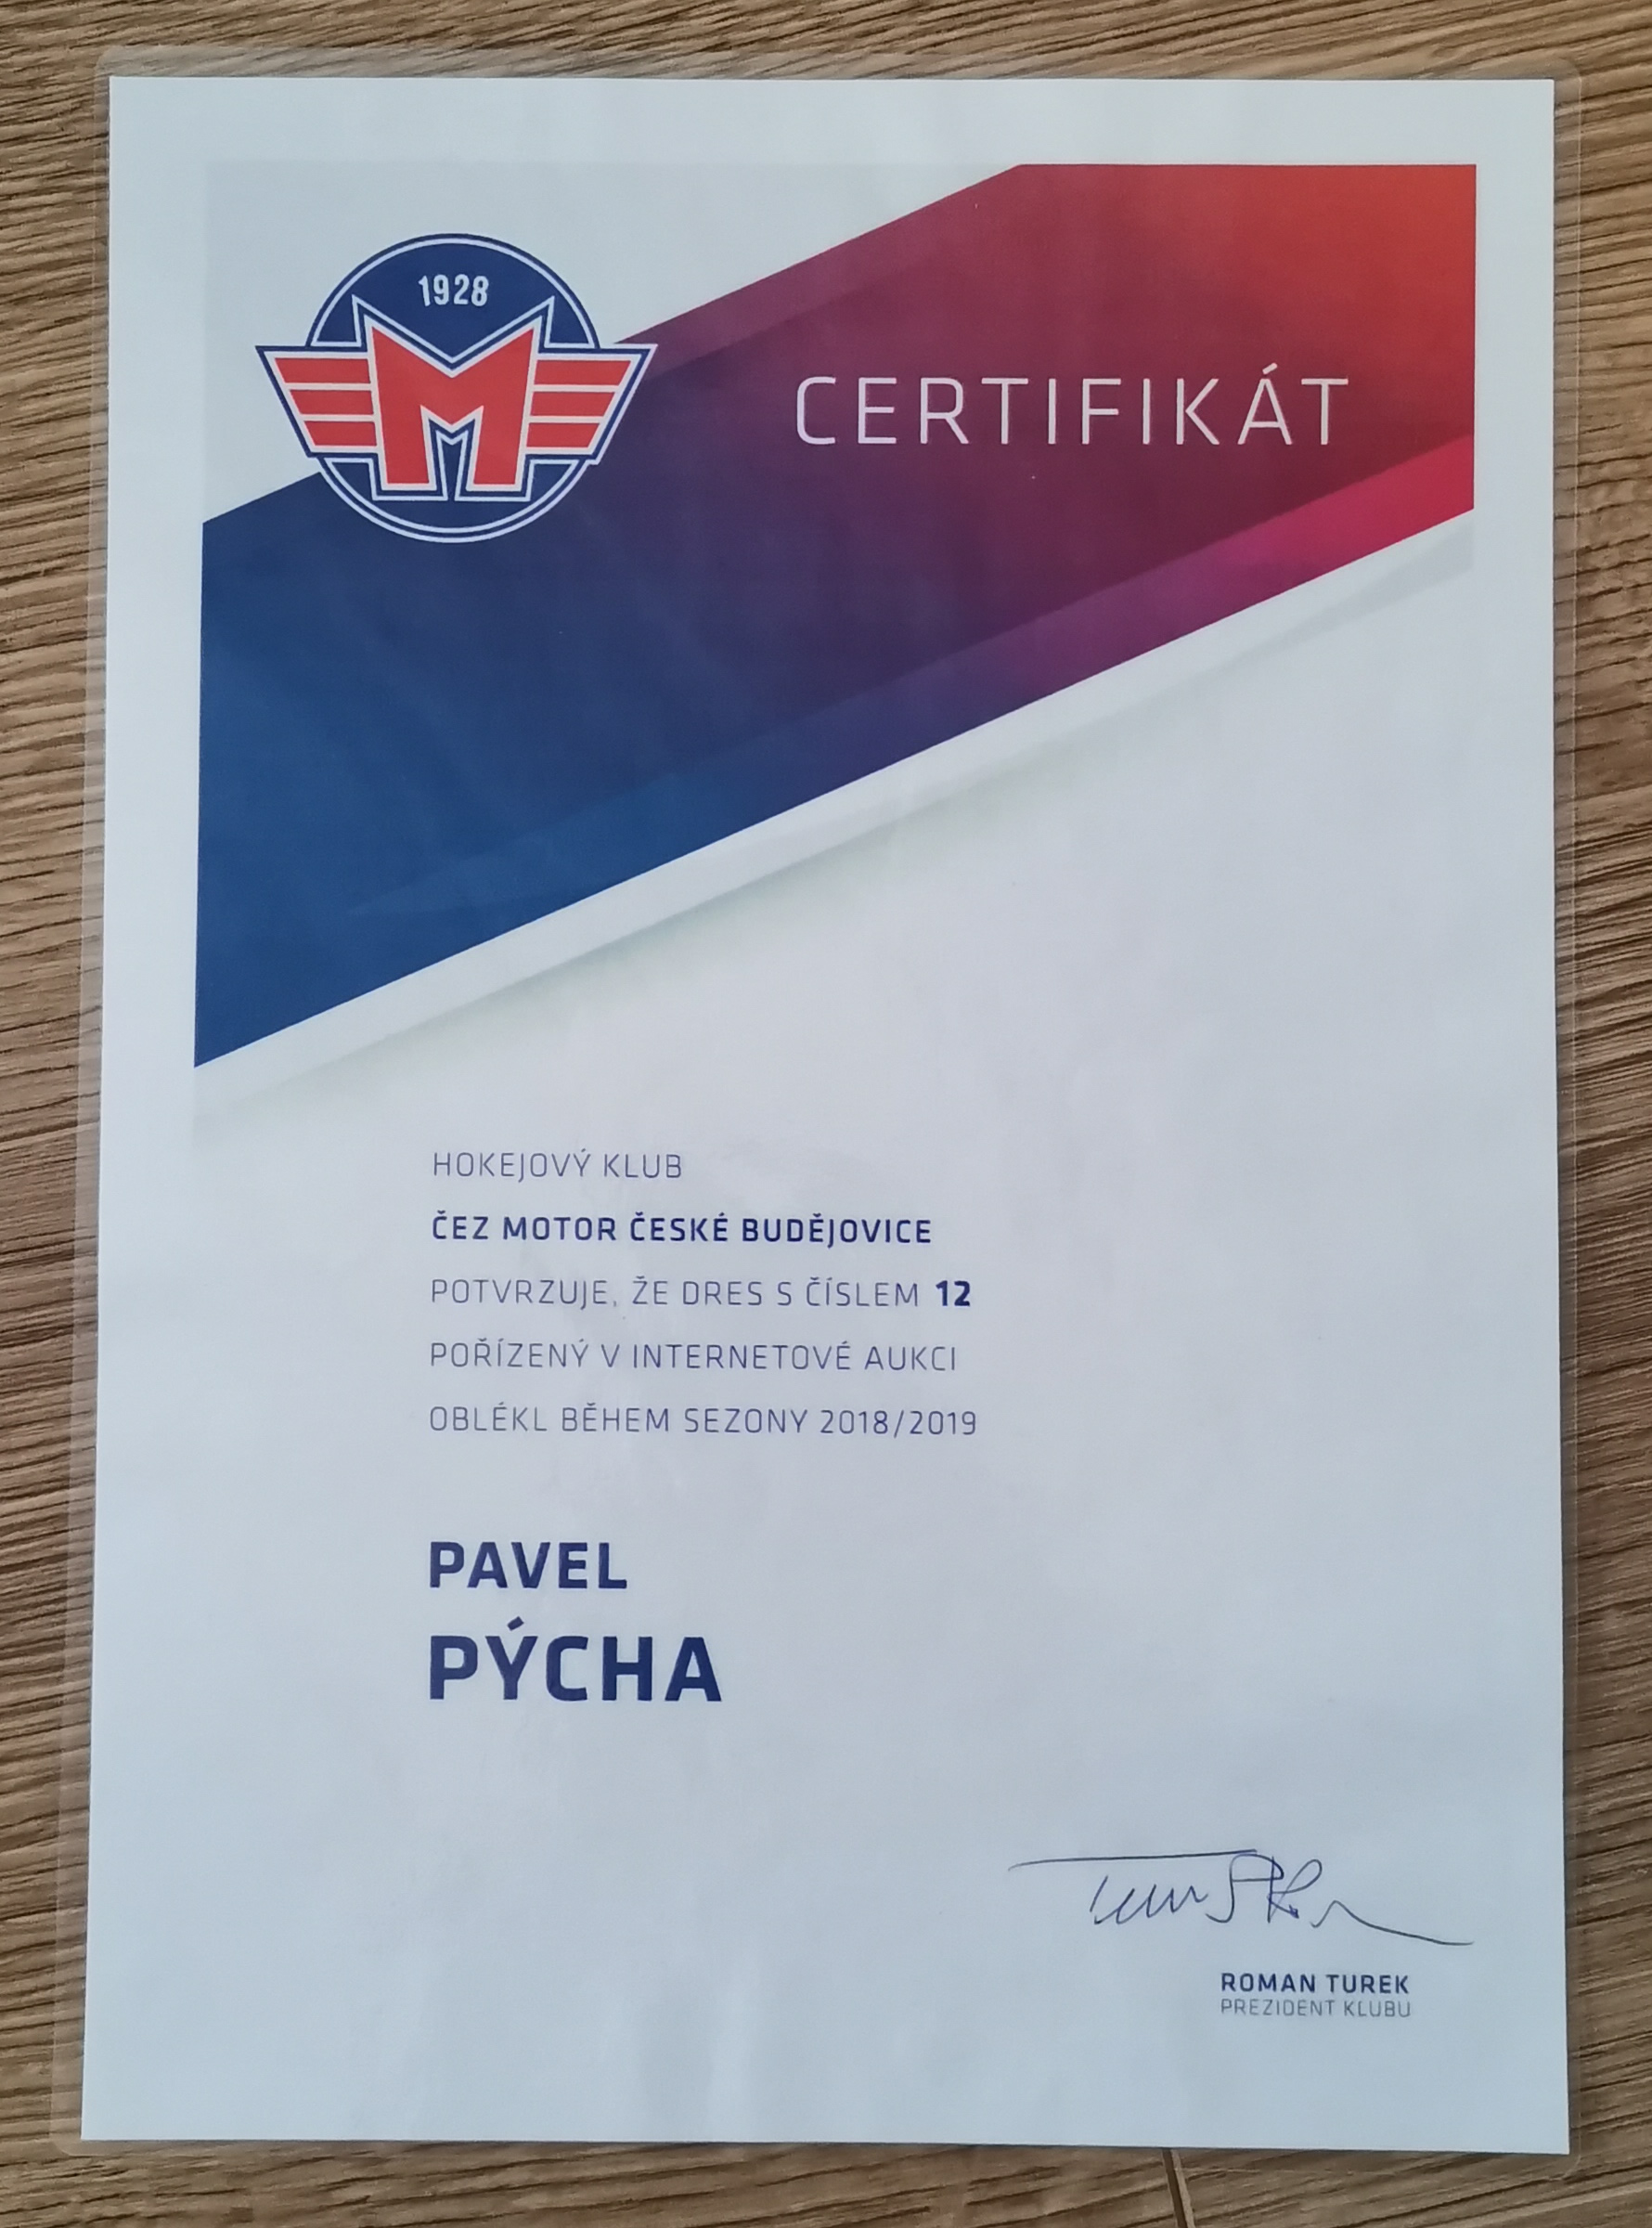 1928
M
CERTIFIKÁT
HOKEJOVÝ KLUB
ČEZ MOTOR ČESKÉ BUDĚJOVICE
POTVRZUJE, ŽE DRES S ČÍSLEM 12
POŘÍZENÝ V INTERNETOVÉ AUKCI
OBLÉKL BĚHEM SEZONY 2018/2019
PAVEL
PÝCHA
ROMAN TUREK
PREZIDENT KLUBU